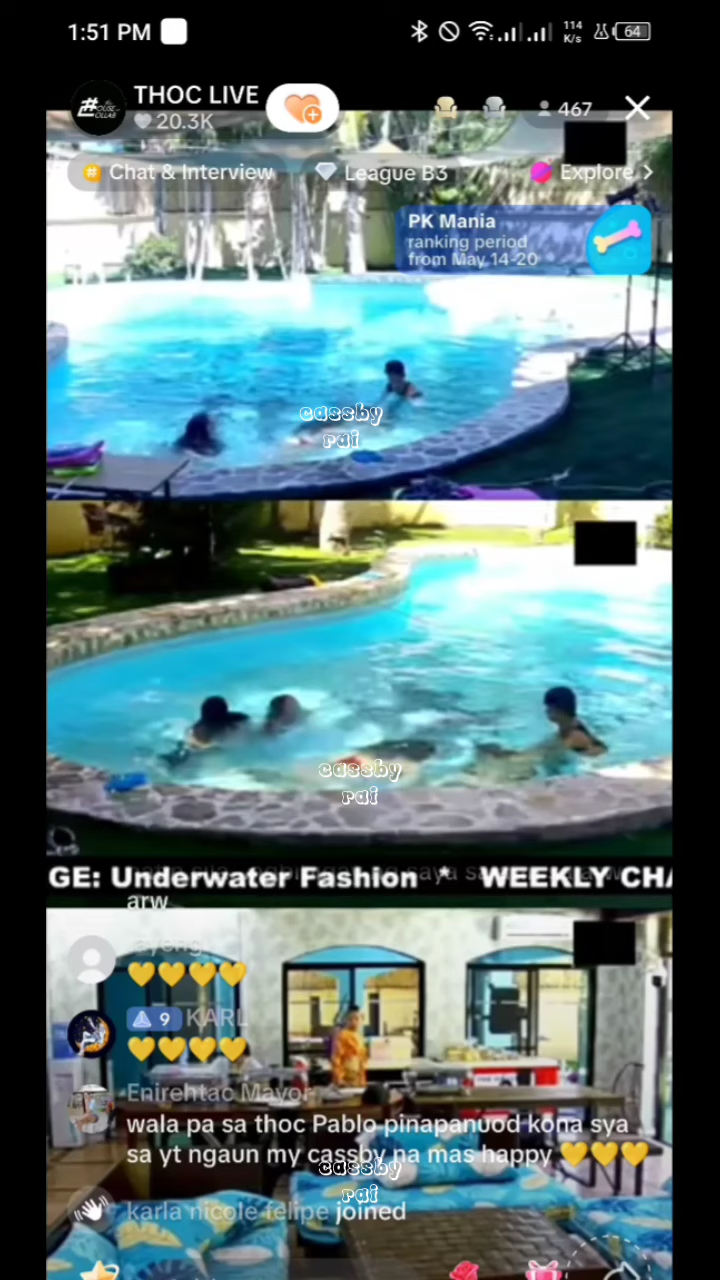 1:51 PM
114
K/s
64
#
THOC LIVE
20.3K
467
# Chat & Interview
League B3
Explore >
PK Mania
ranking period
from May 14-20
cassby
rai
cassby
rai
GE: Underwater Fashion * WEEKLY CHA
arw
💛💛💛💛
9 KARL
💛💛💛💛
Enirehtac Mayor
wala pa sa thoc Pablo pinapanuod kona sya
sa yt ngaun my cassby na mas happy 💛💛💛
cassby
rai
karla nicole felipe joined